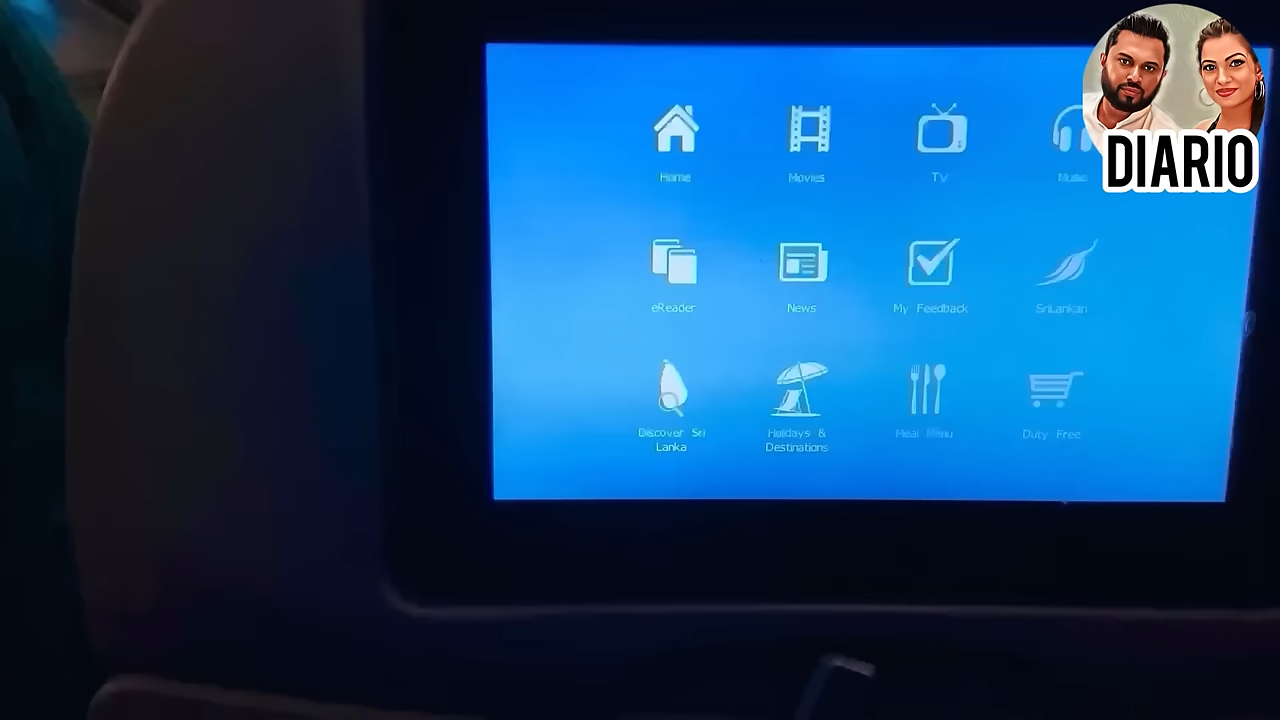 DIARIO
Home
Movies
TV
Music
eReader
News
My Feedback
SriLankan
Discover Sri
Lanka
Holidays &
Destinations
Meal Menu
Duty Free